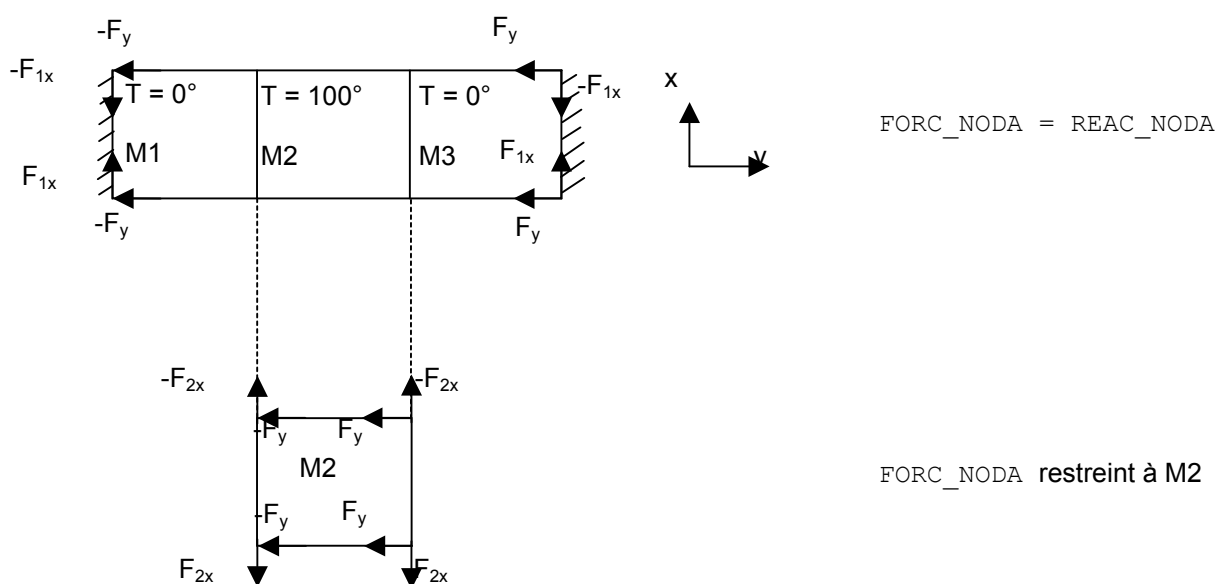 -Fy
Fy
-F1x
T = 0°
T = 100°
T = 0°
-F1x
x
FORC_NODA = REAC_NODA
M1
M2
M3
F1x
y
F1x
-Fy
Fy
-F2x
-F2x
-Fy
Fy
M2
FORC_NODA restreint à M2
-Fy
Fy
F2x
F2x